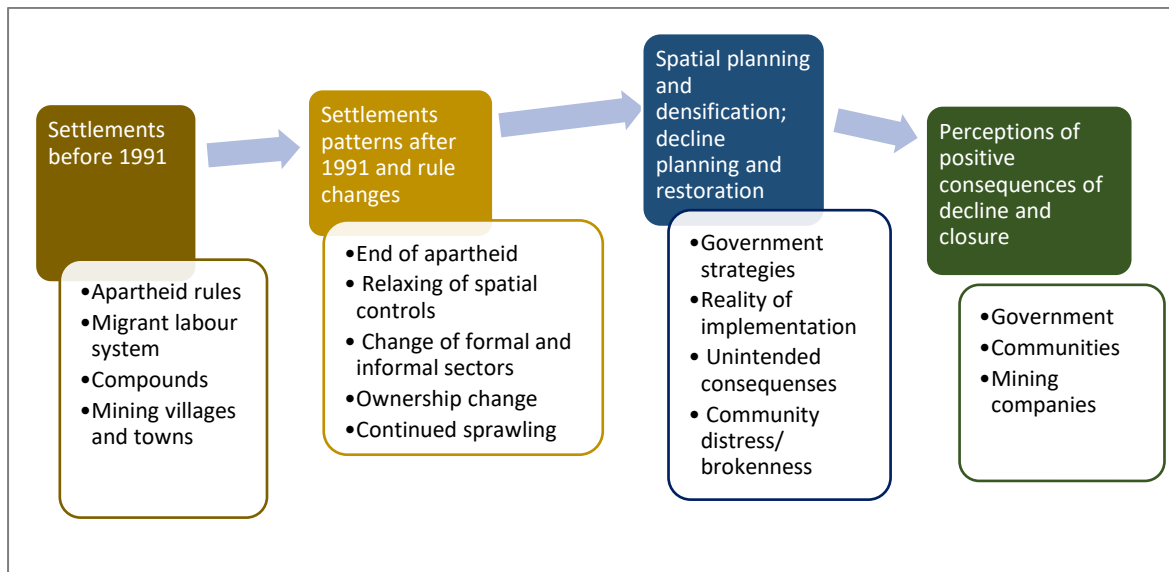 Settlements
before 1991
•Apartheid rules
•Migrant labour
system
•Compounds
•Mining villages
and towns
Settlements
patterns after
1991 and rule
changes
•End of apartheid
• Relaxing of spatial
controls
• Change of formal and
informal sectors
•Ownership change
•Continued sprawling
Spatial planning
and
densification;
decline
planning and
restoration
•Government
strategies
•Reality of
implementation
• Unintended
consequenses
• Community
distress/
brokenness
Perceptions of
positive
consequences of
decline and
closure
•Government
•Communities
•Mining
companies